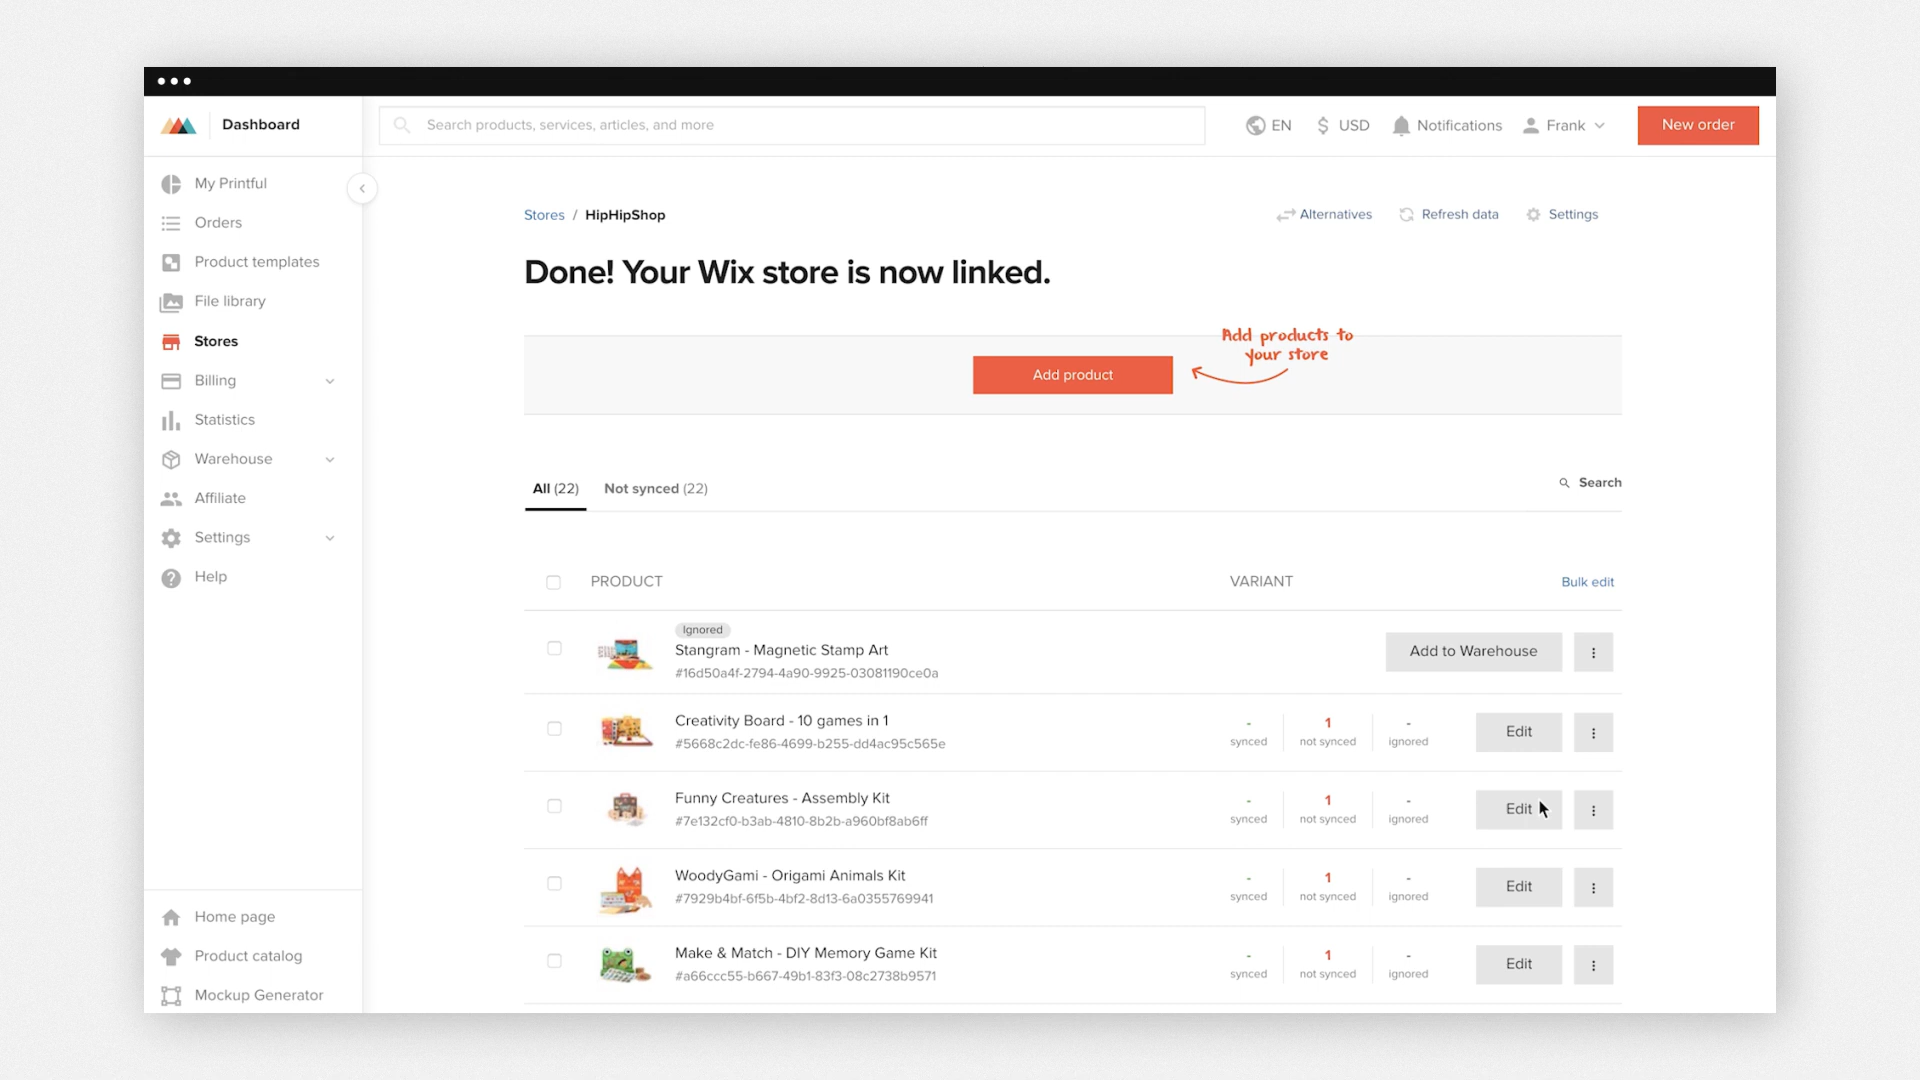 Dashboard
Search products, services, articles, and more
EN
USD
Notifications
Frank
New order
My Printful
Orders
Product templates
File library
Stores
Billing
Statistics
Warehouse
Affiliate
Settings
Help
Home page
Product catalog
Mockup Generator
Stores / HipHipShop
Alternatives
Refresh data
Settings
Done! Your Wix store is now linked.
Add product
Add products to
your store
All (22)
Not synced (22)
Search
PRODUCT
VARIANT
Bulk edit
Ignored
Stangram - Magnetic Stamp Art
#16d50a4f-2794-4a90-9925-03081190ce0a
Add to Warehouse
Creativity Board - 10 games in 1
#5668c2dc-fe86-4699-b255-dd4ac95c565e
- 1 -
synced not synced ignored
Edit
Funny Creatures - Assembly Kit
#7e132cf0-b3ab-4810-8b2b-a960bf8ab6ff
- 1 -
synced not synced ignored
Edit
WoodyGami - Origami Animals Kit
#7929b4bf-6f5b-4bf2-8d13-6a0355769941
- 1 -
synced not synced ignored
Edit
Make & Match - DIY Memory Game Kit
#a66ccc55-b667-49b1-83f3-08c2738b9571
- 1 -
synced not synced ignored
Edit